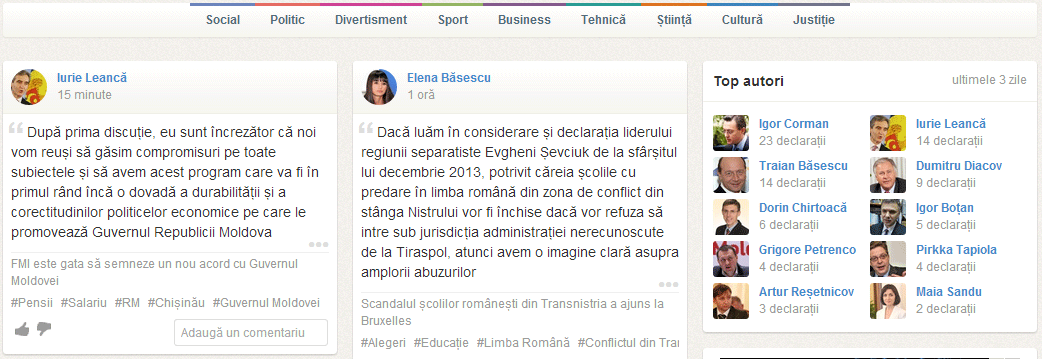 Social Politic Divertisment Sport Business Tehnică Știință Cultură Justiție
Iurie Leancă
15 minute
După prima discuție, eu sunt încrezător că noi
vom reuși să găsim compromisuri pe toate
subiectele și să avem acest program care va fi în
primul rând încă o dovadă a durabilității și a
corectitudinilor politicelor economice pe care le
promovează Guvernul Republicii Moldova
FMI este gata să semneze un nou acord cu Guvernul
Moldovei
#Pensii #Salariu #RM #Chișinău #Guvernul Moldovei
Adaugă un comentariu
Elena Băsescu
1 oră
Dacă luăm în considerare și declarația liderului
regiunii separatiste Evgheni Șevciuk de la sfârșitul
lui decembrie 2013, potrivit căreia școlile cu
predare în limba română din zona de conflict din
stânga Nistrului vor fi închise dacă vor refuza să
intre sub jurisdicția administrației nerecunoscute
de la Tiraspol, atunci avem o imagine clară asupra
amplorii abuzurilor
Scandalul școlilor românești din Transnistria a ajuns la
Bruxelles
#Alegeri #Educație #Limba Română #Conflictul din Tran
Top autori ultimele 3 zile
Igor Corman
23 declarații
Iurie Leancă
14 declarații
Traian Băsescu
14 declarații
Dumitru Diacov
9 declarații
Dorin Chirtoacă
6 declarații
Igor Boțan
5 declarații
Grigore Petrenco
4 declarații
Pirkka Tapiola
4 declarații
Artur Reșetnicov
3 declarații
Maia Sandu
2 declarații